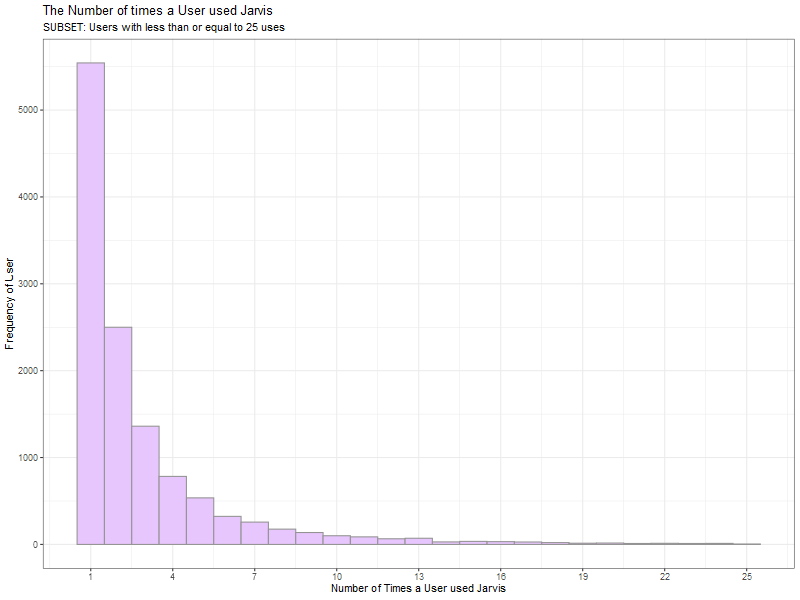 The Number of times a User used Jarvis
SUBSET: Users with less than or equal to 25 uses
Frequency of User
5000
4000
3000
2000
1000
0
1 4 7 10 13 16 19 22 25
Number of Times a User used Jarvis